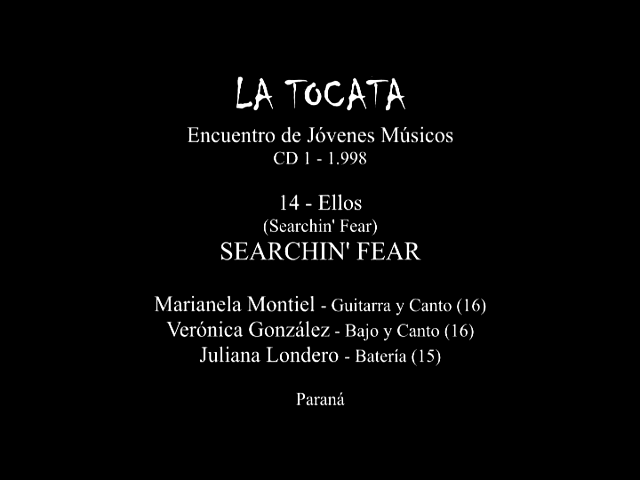 LA TOCATA
Encuentro de Jóvenes Músicos
CD 1 - 1.998
14 - Ellos
(Searchin' Fear)
SEARCHIN' FEAR
Marianela Montiel - Guitarra y Canto (16)
Verónica González - Bajo y Canto (16)
Juliana Londero - Batería (15)
Paraná